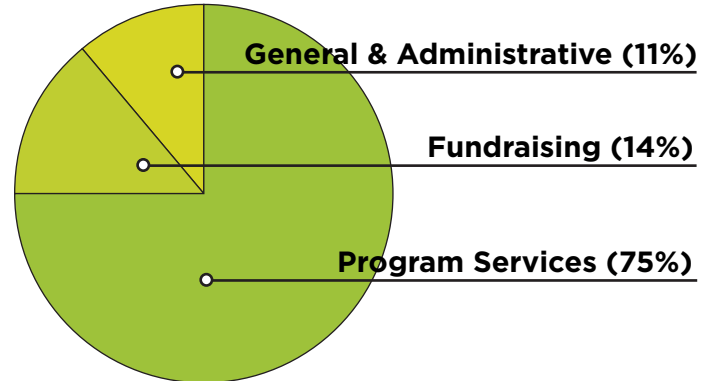 General & Administrative (11%)
Fundraising (14%)
Program Services (75%)